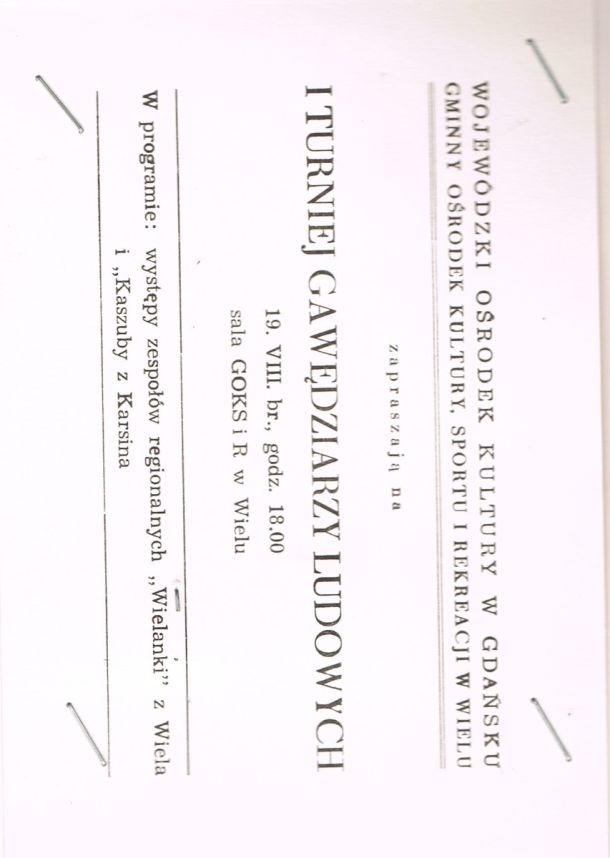 WOJEWÓDZKI OŚRODEK KULTURY W GDAŃSKU
GMINNY OŚRODEK KULTURY, SPORTU I REKREACJI W WIELU
zapraszają na
I TURNIEJ GAWĘDZIARZY LUDOWYCH
19. VIII. br., godz. 18.00
sala GOKS i R w Wielu
W programie: występy zespołów regionalnych „Wielanki” z Wiela
i „Kaszuby z Karsina